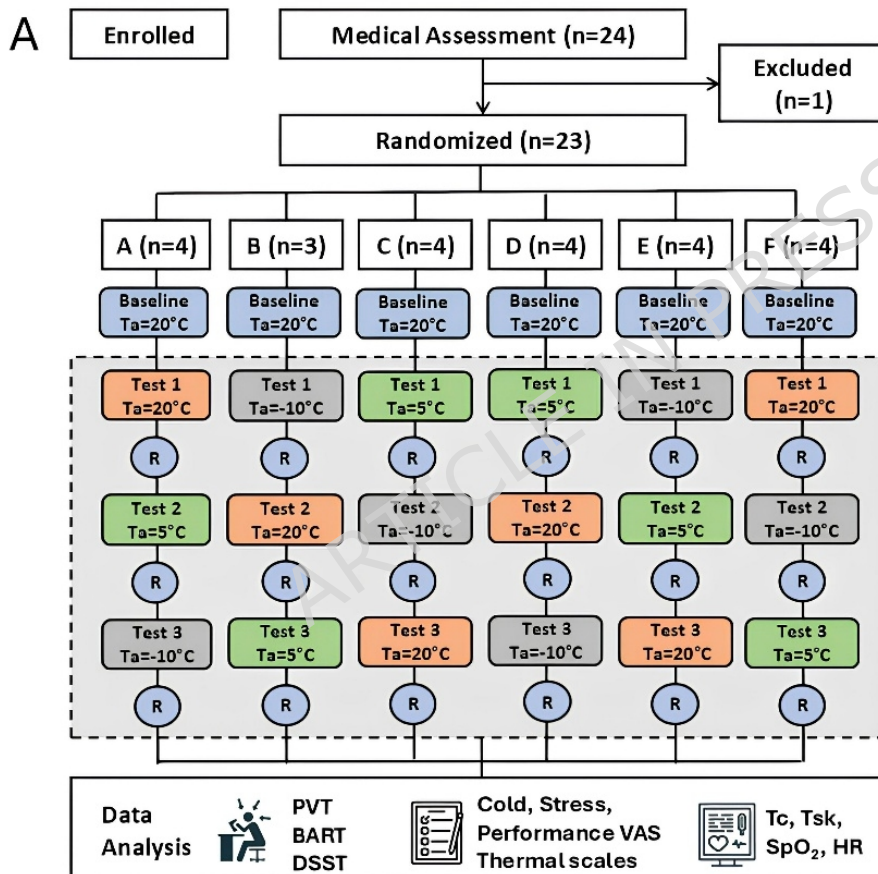 A
Enrolled
Medical Assessment (n=24)
Excluded
(n=1)
Randomized (n=23)
A (n=4) B (n=3) C (n=4) D (n=4) E (n=4) F (n=4)
Baseline Baseline Baseline Baseline Baseline Baseline
Ta=20°C Ta=20°C Ta=20°C Ta=20°C Ta=20°C Ta=20°C
Test 1 Test 1 Test 1 Test 1 Test 1 Test 1
Ta=20°C Ta=-10°C Ta=5°C Ta=5°C Ta=-10°C Ta=20°C
R R R R R R
Test 2 Test 2 Test 2 Test 2 Test 2 Test 2
Ta=5°C Ta=20°C Ta=-10°C Ta=20°C Ta=5°C Ta=-10°C
R R R R R R
Test 3 Test 3 Test 3 Test 3 Test 3 Test 3
Ta=-10°C Ta=5°C Ta=20°C Ta=-10°C Ta=20°C Ta=5°C
R R R R R R
Data
Analysis
PVT
BART
DSST
Cold, Stress,
Performance VAS
Thermal scales
Tc, Tsk,
SpO₂, HR
ARTICLE IN PRESS